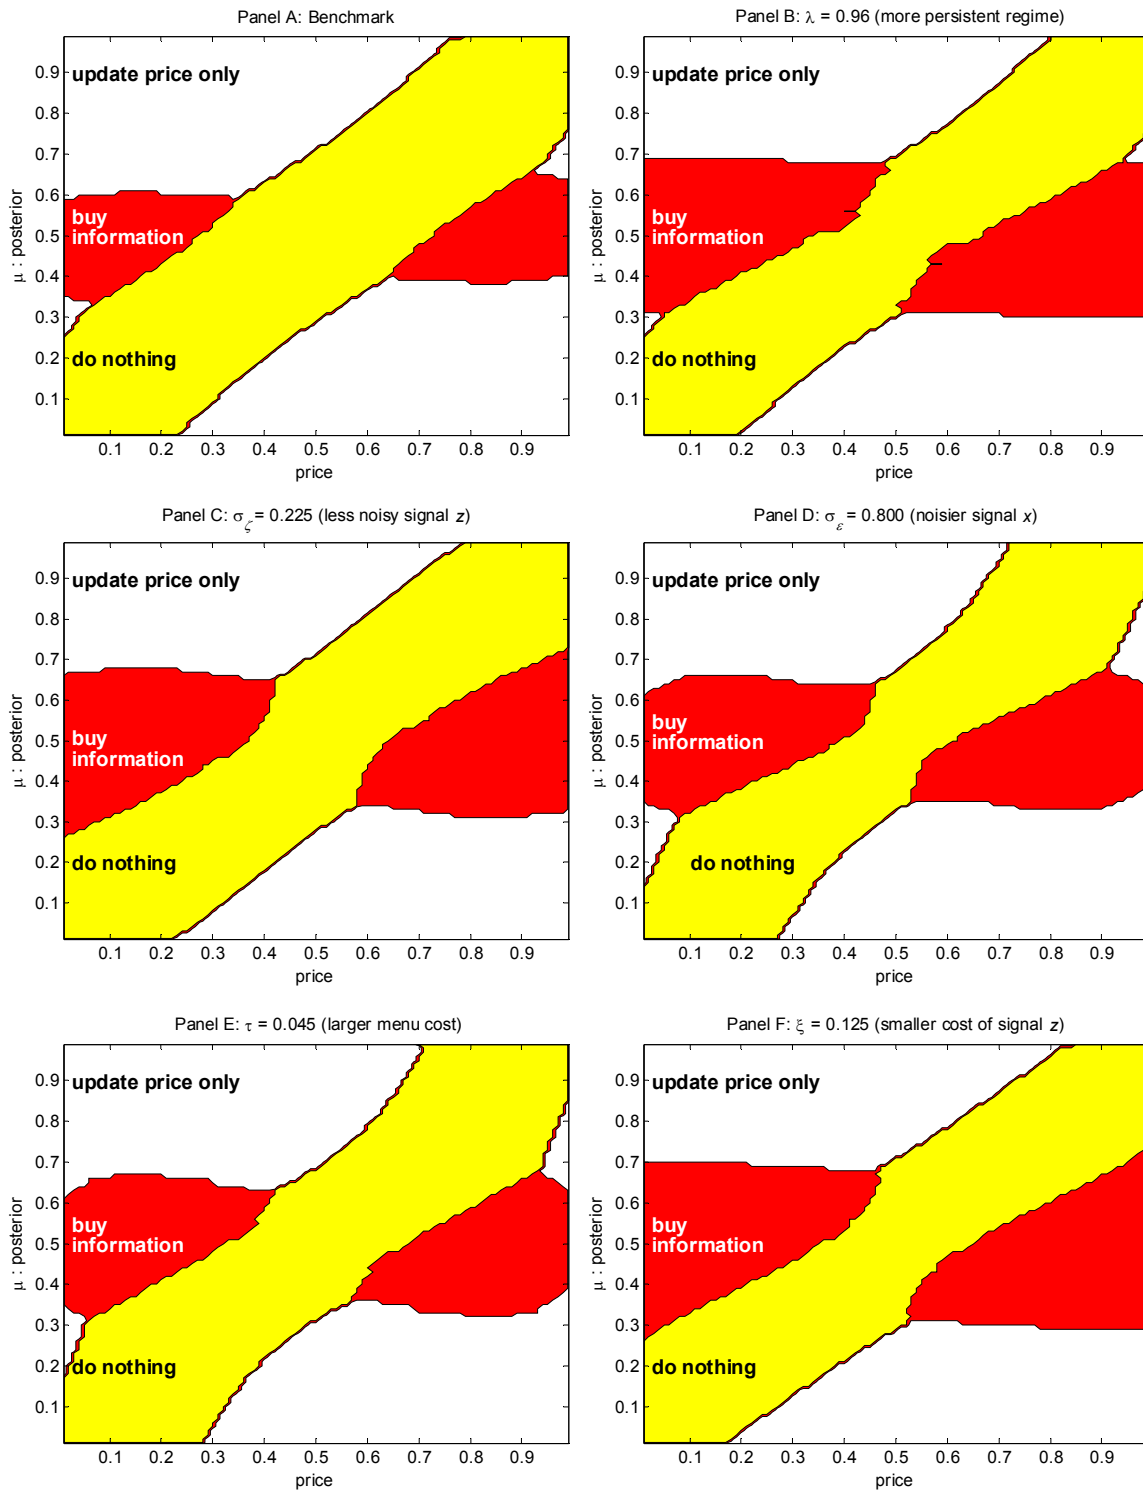 Panel A: Benchmark
update price only
buy
information
do nothing
0.9
0.8
0.7
0.6
0.5
0.4
0.3
0.2
0.1
μ : posterior
0.1 0.2 0.3 0.4 0.5 0.6 0.7 0.8 0.9
price
Panel B: λ = 0.96 (more persistent regime)
update price only
buy
information
do nothing
0.9
0.8
0.7
0.6
0.5
0.4
0.3
0.2
0.1
μ : posterior
0.1 0.2 0.3 0.4 0.5 0.6 0.7 0.8 0.9
price
Panel C: σζ = 0.225 (less noisy signal z)
update price only
buy
information
do nothing
0.9
0.8
0.7
0.6
0.5
0.4
0.3
0.2
0.1
μ : posterior
0.1 0.2 0.3 0.4 0.5 0.6 0.7 0.8 0.9
price
Panel D: σε = 0.800 (noisier signal x)
update price only
buy
information
do nothing
0.9
0.8
0.7
0.6
0.5
0.4
0.3
0.2
0.1
μ : posterior
0.1 0.2 0.3 0.4 0.5 0.6 0.7 0.8 0.9
price
Panel E: τ = 0.045 (larger menu cost)
update price only
buy
information
do nothing
0.9
0.8
0.7
0.6
0.5
0.4
0.3
0.2
0.1
μ : posterior
0.1 0.2 0.3 0.4 0.5 0.6 0.7 0.8 0.9
price
Panel F: ξ = 0.125 (smaller cost of signal z)
update price only
buy
information
do nothing
0.9
0.8
0.7
0.6
0.5
0.4
0.3
0.2
0.1
μ : posterior
0.1 0.2 0.3 0.4 0.5 0.6 0.7 0.8 0.9
price